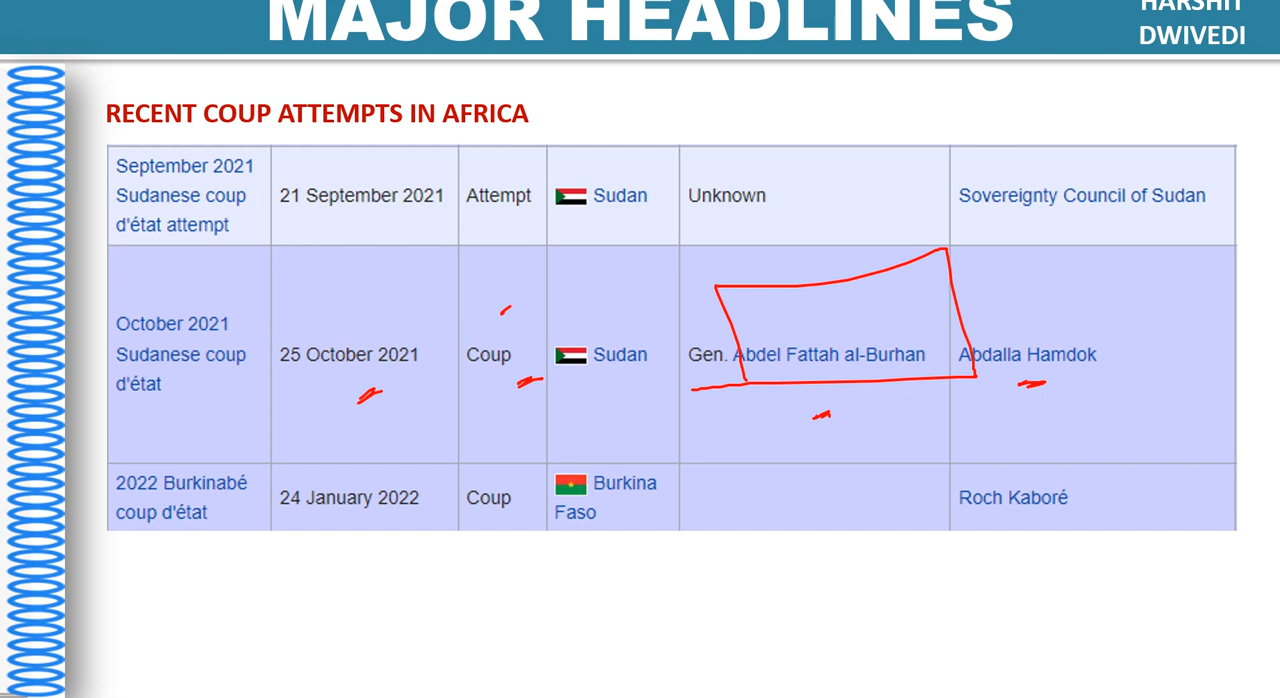 MAJOR HEADLINES
HARSHIT
DWIVEDI
RECENT COUP ATTEMPTS IN AFRICA
September 2021
Sudanese coup
d'état attempt
21 September 2021
Attempt
Sudan
Unknown
Sovereignty Council of Sudan
October 2021
Sudanese coup
d'état
25 October 2021
Coup
Sudan
Gen. Abdel Fattah al-Burhan
Abdalla Hamdok
2022 Burkinabé
coup d'état
24 January 2022
Coup
Burkina
Faso
Roch Kaboré